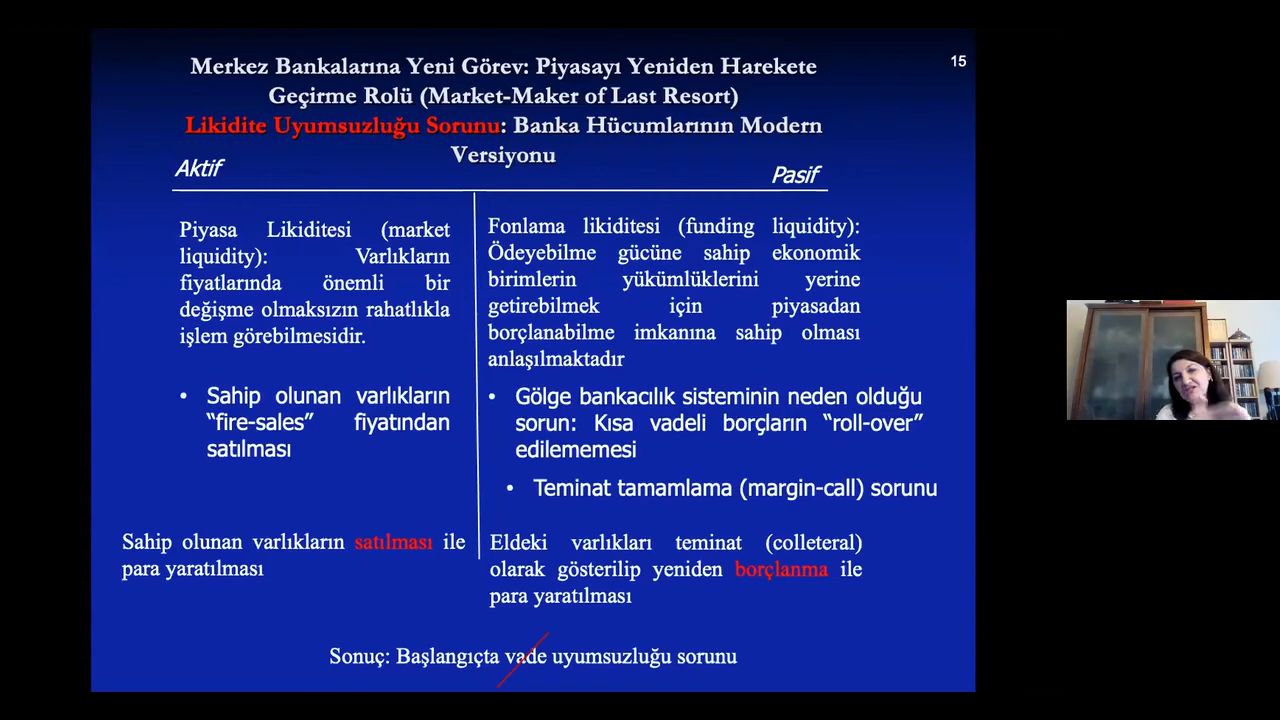 15
Merkez Bankalarına Yeni Görev: Piyasayı Yeniden Harekete
Geçirme Rolü (Market-Maker of Last Resort)
Likidite Uyumsuzluğu Sorunu: Banka Hücumlarının Modern
Versiyonu
Aktif
Piyasa Likiditesi (market
liquidity): Varlıkların
fiyatlarında önemli bir
değişme olmaksızın rahatlıkla
işlem görebilmesidir.
• Sahip olunan varlıkların
“fire-sales” fiyatından
satılması
Sahip olunan varlıkların satılması ile
para yaratılması
Pasif
Fonlama likiditesi (funding liquidity):
Ödeyebilme gücüne sahip ekonomik
birimlerin yükümlüklerini yerine
getirebilmek için piyasadan
borçlanabilme imkanına sahip olması
anlaşılmaktadır
• Gölge bankacılık sisteminin neden olduğu
sorun: Kısa vadeli borçların “roll-over”
edilememesi
• Teminat tamamlama (margin-call) sorunu
Eldeki varlıkları teminat (colleteral)
olarak gösterilip yeniden borçlanma ile
para yaratılması
Sonuç: Başlangıçta vade uyumsuzluğu sorunu